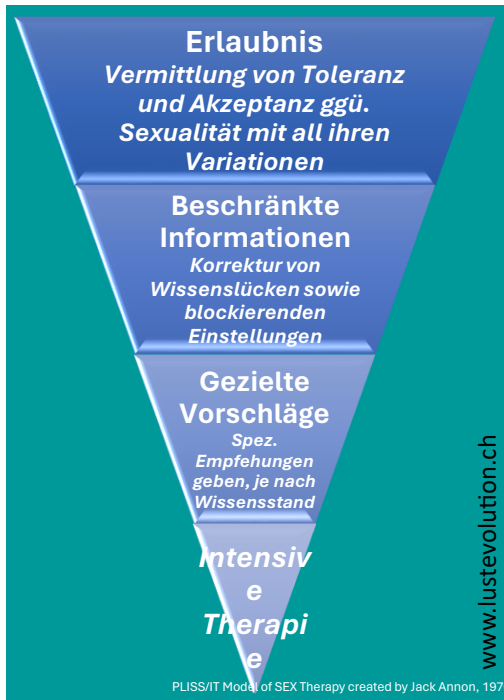 Erlaubnis
Vermittlung von Toleranz
und Akzeptanz ggü.
Sexualität mit all ihren
Variationen
Beschränkte
Informationen
Korrektur von
Wissenslücken sowie
blockierenden
Einstellungen
Gezielte
Vorschläge
Spez.
Empfehungen
geben, je nach
Wissensstand
Intensiv
e
Therapi
e
www.lustevolution.ch
PLISS/IT Model of SEX Therapy created by Jack Annon, 197